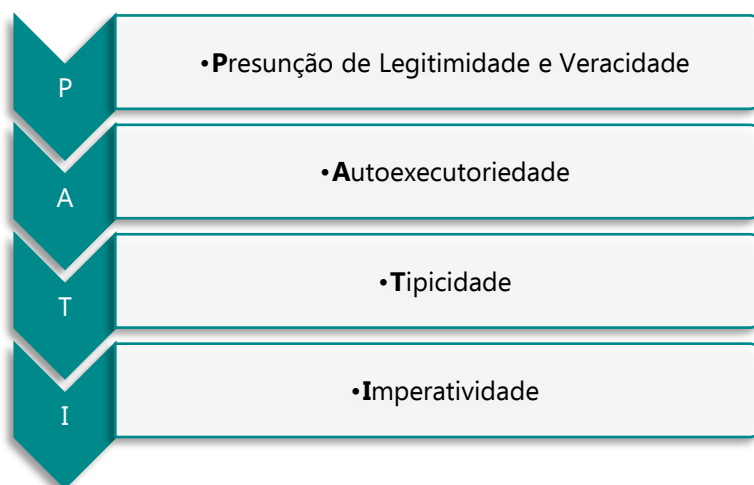 P
•Presunção de Legitimidade e Veracidade
A
•Autoexecutoriedade
T
•Tipicidade
I
•Imperatividade